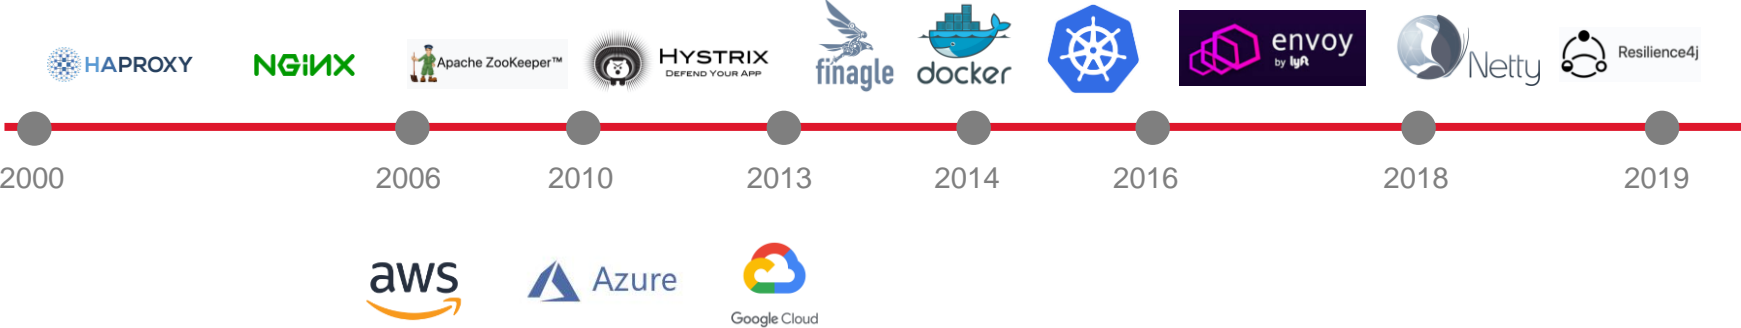 HAPROXY
NGINX
Apache ZooKeeper™
HYSTRIX
DEFEND YOUR APP
finagle
docker
envoy
by lyft
Netty
Resilience4j
2000
2006
2010
2013
2014
2016
2018
2019
aws
Azure
Google Cloud